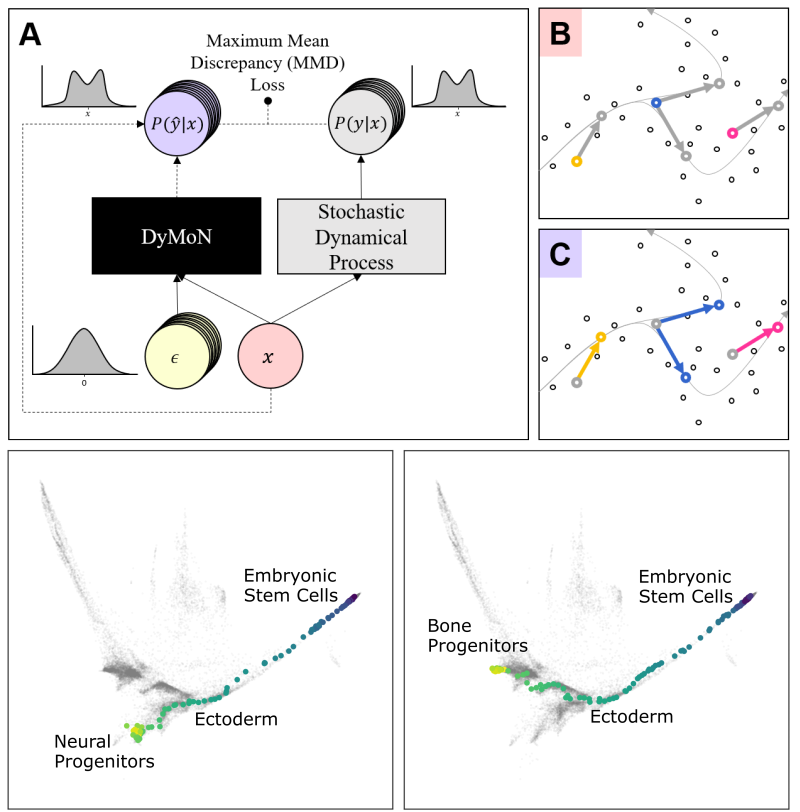 A
Maximum Mean
Discrepancy (MMD)
Loss
x
x
P(ŷ|x)
P(y|x)
DyMoN
Stochastic
Dynamical
Process
ϵ
x
0
B
C
Embryonic
Stem Cells
Ectoderm
Neural
Progenitors
Embryonic
Stem Cells
Bone
Progenitors
Ectoderm